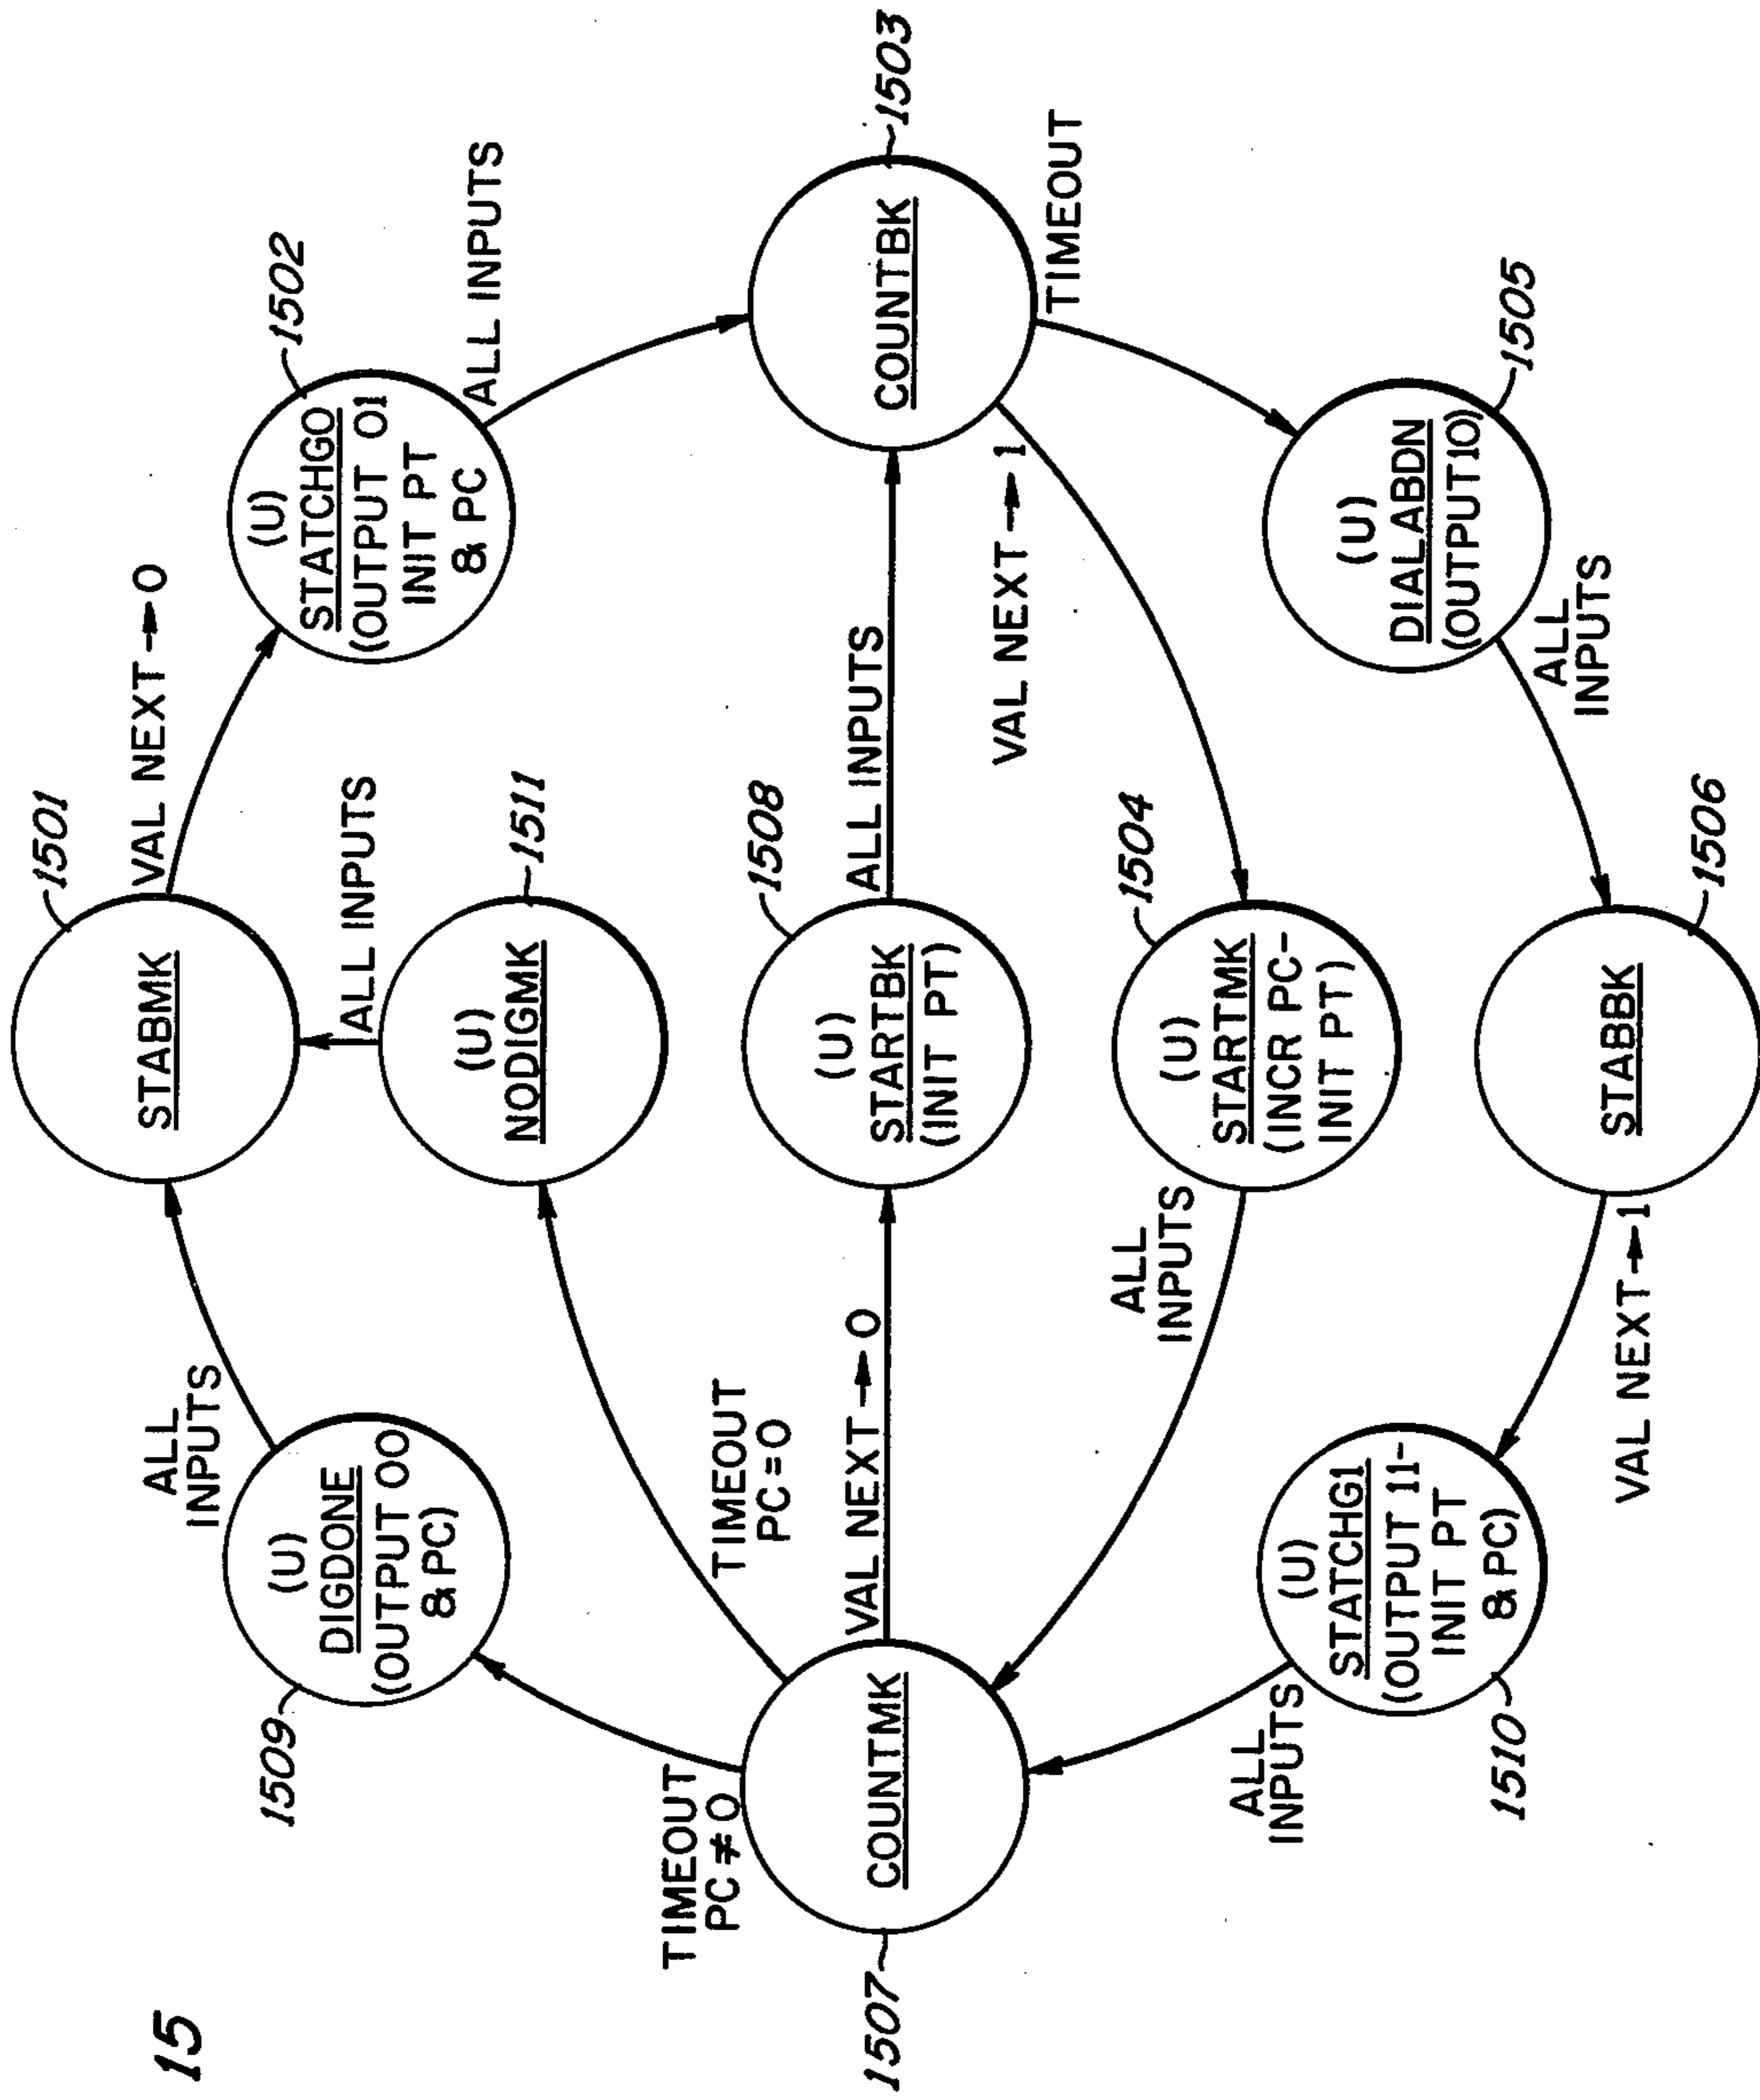 15
1501
STABMK
VAL NEXT→0
1502
(U)
STATCHGO
(OUTPUT 01
INIT PT
& PC
ALL INPUTS
1503
COUNTBK
TIMEOUT
VAL NEXT→1
1505
(U)
DIALABDN
(OUTPUT10)
ALL
INPUTS
1506
STABBK
VAL NEXT→1
1510
(U)
STATCHG1
(OUTPUT 11-
INIT PT
& PC)
ALL
INPUTS
1507
COUNTMK
TIMEOUT
PC≠0
1509
(U)
DIGDONE
(OUTPUT 00
& PC)
ALL
INPUTS
TIMEOUT
PC=0
1511
(U)
NODIGMK
ALL INPUTS
VAL NEXT→0
1508
(U)
STARTBK
(INIT PT)
ALL INPUTS
1504
(U)
STARTMK
(INCR PC-
INIT PT)
ALL
INPUTS